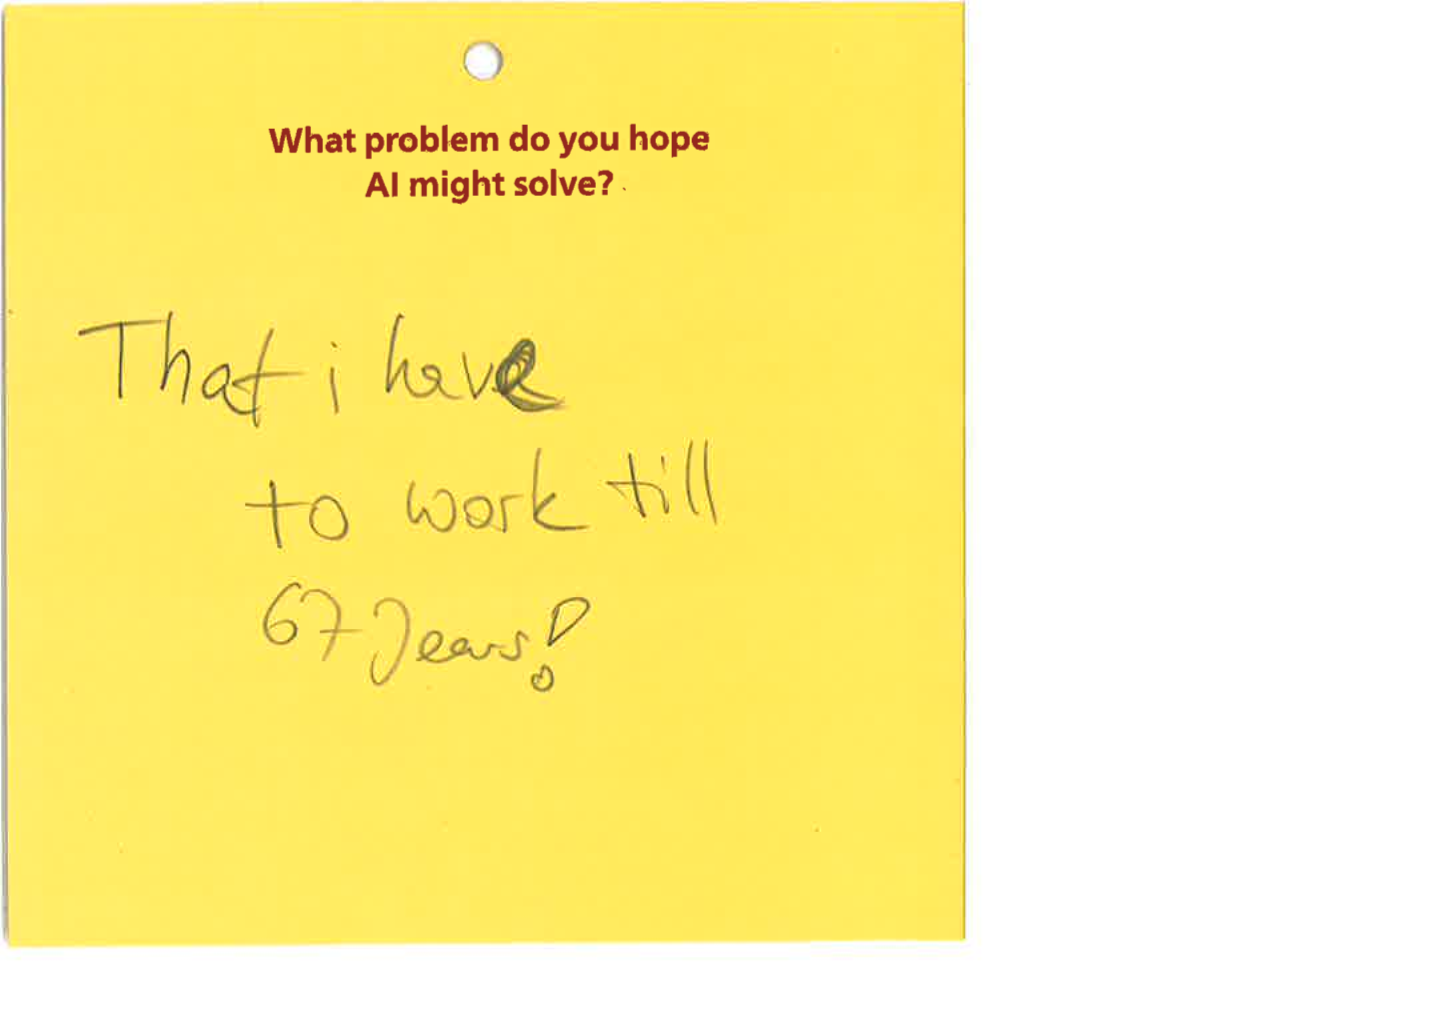 What problem do you hope
AI might solve?
That i have
to work till
67 Jears!